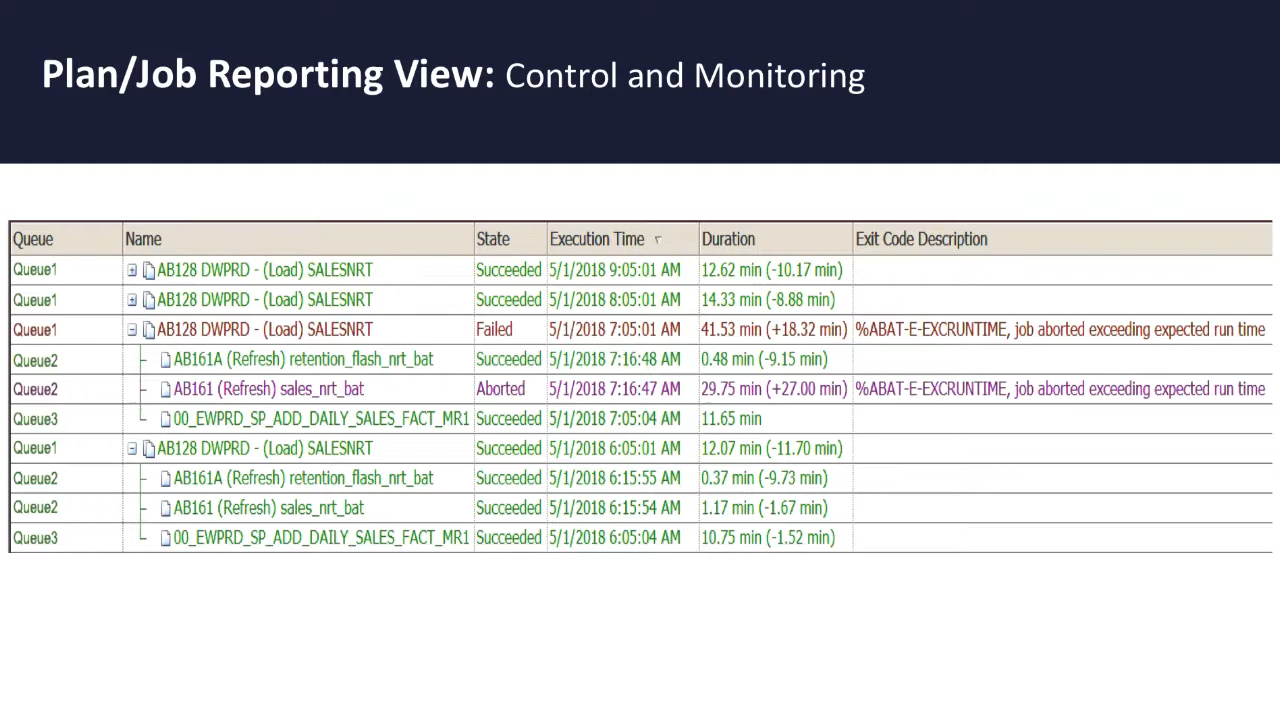 Plan/Job Reporting View: Control and Monitoring
Queue Name State Execution Time Duration Exit Code Description
Queue1 AB128 DWPRD - (Load) SALESNRT Succeeded 5/1/2018 9:05:01 AM 12.62 min (-10.17 min)
Queue1 AB128 DWPRD - (Load) SALESNRT Succeeded 5/1/2018 8:05:01 AM 14.33 min (-8.88 min)
Queue1 AB128 DWPRD - (Load) SALESNRT Failed 5/1/2018 7:05:01 AM 41.53 min (+18.32 min) %ABAT-E-EXCRUNTIME, job aborted exceeding expected run time
Queue2 AB161A (Refresh) retention_flash_nrt_bat Succeeded 5/1/2018 7:16:48 AM 0.48 min (-9.15 min)
Queue2 AB161 (Refresh) sales_nrt_bat Aborted 5/1/2018 7:16:47 AM 29.75 min (+27.00 min) %ABAT-E-EXCRUNTIME, job aborted exceeding expected run time
Queue3 00_EWPRD_SP_ADD_DAILY_SALES_FACT_MR1 Succeeded 5/1/2018 7:05:04 AM 11.65 min
Queue1 AB128 DWPRD - (Load) SALESNRT Succeeded 5/1/2018 6:05:01 AM 12.07 min (-11.70 min)
Queue2 AB161A (Refresh) retention_flash_nrt_bat Succeeded 5/1/2018 6:15:55 AM 0.37 min (-9.73 min)
Queue2 AB161 (Refresh) sales_nrt_bat Succeeded 5/1/2018 6:15:54 AM 1.17 min (-1.67 min)
Queue3 00_EWPRD_SP_ADD_DAILY_SALES_FACT_MR1 Succeeded 5/1/2018 6:05:04 AM 10.75 min (-1.52 min)